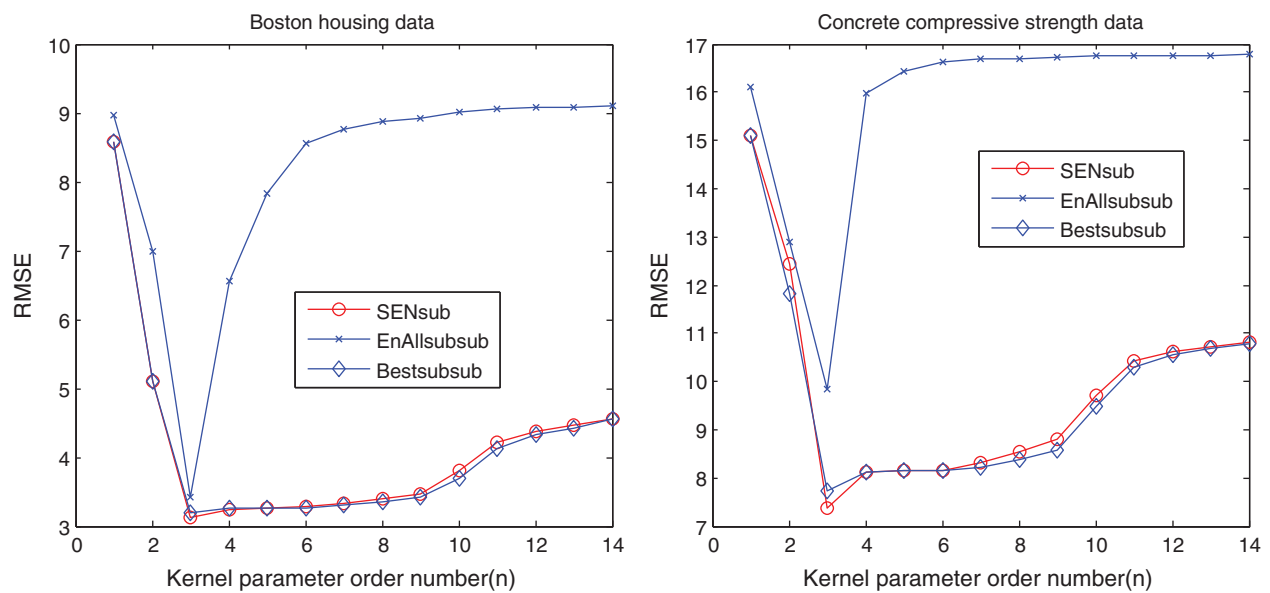 Boston housing data
10
9
8
7
6
5
4
3
RMSE
SENsub
EnAllsubsub
Bestsubsub
0 2 4 6 8 10 12 14
Kernel parameter order number(n)
Concrete compressive strength data
17
16
15
14
13
12
11
10
9
8
7
RMSE
SENsub
EnAllsubsub
Bestsubsub
0 2 4 6 8 10 12 14
Kernel parameter order number(n)